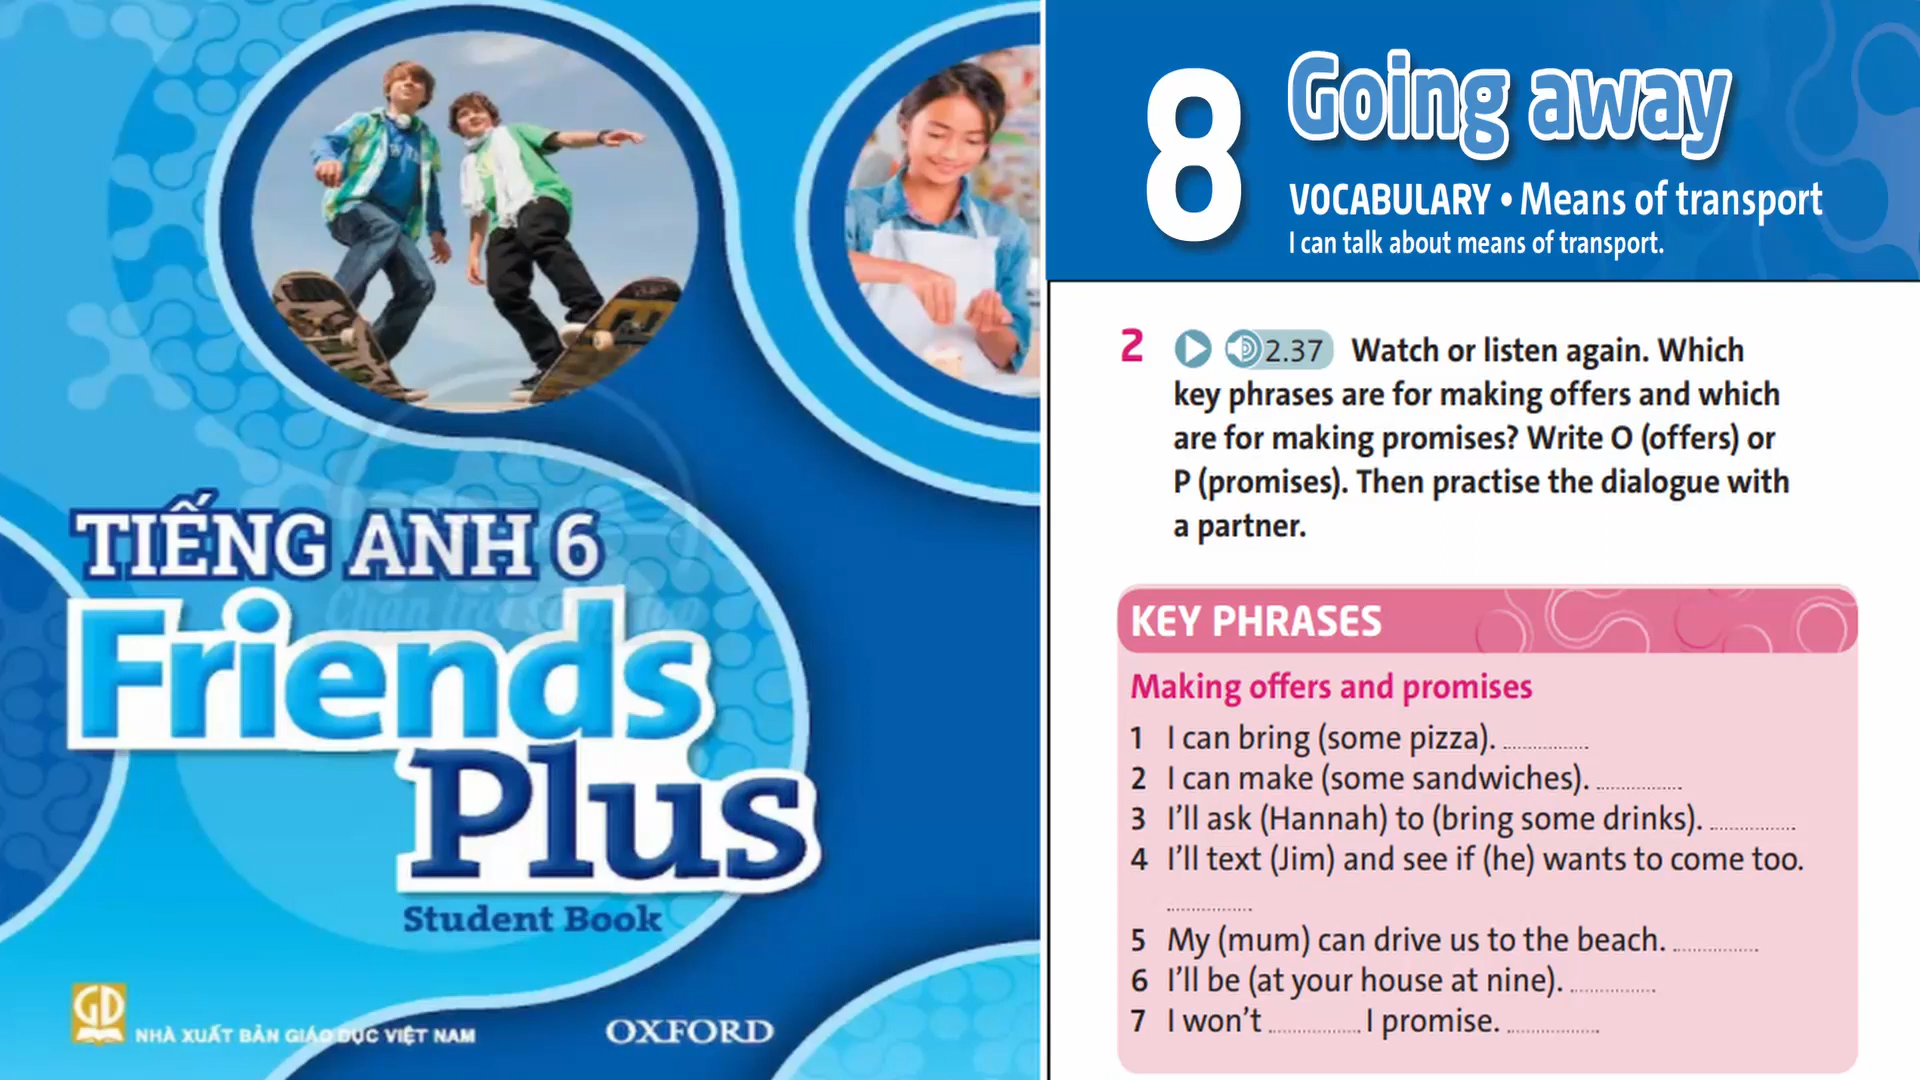 TIẾNG ANH 6
Friends
Plus
Student Book
GD
NHÀ XUẤT BẢN GIÁO DỤC VIỆT NAM
OXFORD
8
Going away
VOCABULARY • Means of transport
I can talk about means of transport.
2 2.37 Watch or listen again. Which
key phrases are for making offers and which
are for making promises? Write O (offers) or
P (promises). Then practise the dialogue with
a partner.
KEY PHRASES
Making offers and promises
1 I can bring (some pizza). ..............
2 I can make (some sandwiches). ..............
3 I'll ask (Hannah) to (bring some drinks). ..............
4 I'll text (Jim) and see if (he) wants to come too.
..............
5 My (mum) can drive us to the beach. ..............
6 I'll be (at your house at nine). ..............
7 I won't .............. I promise. ..............